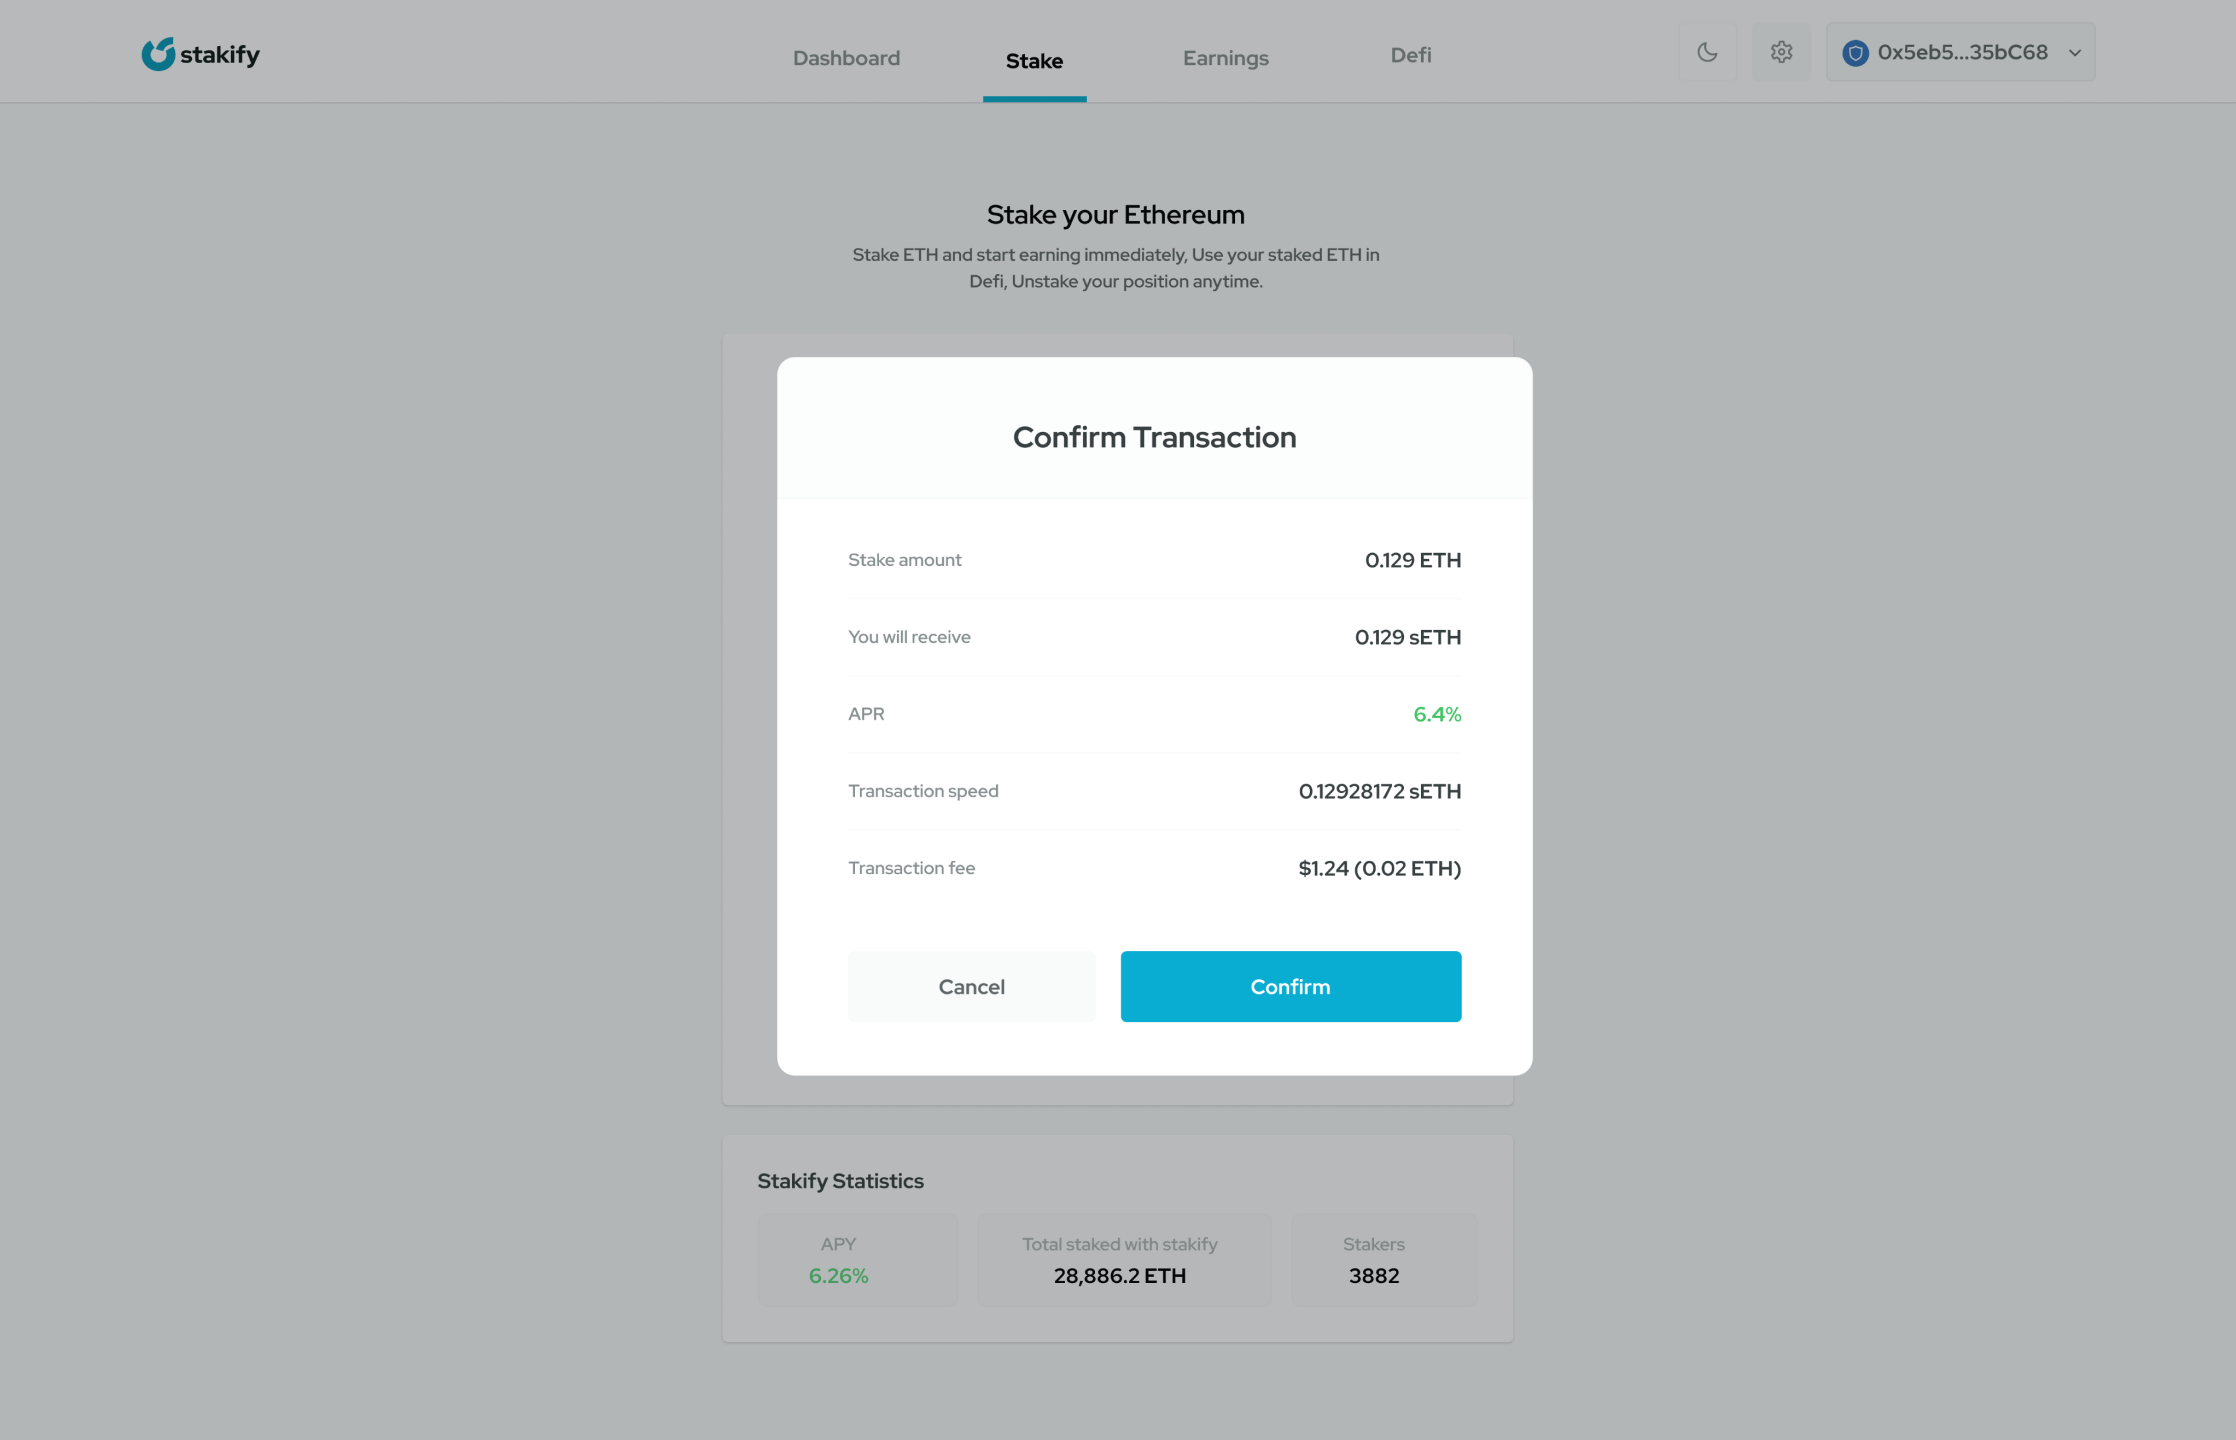 stakify
Dashboard
Stake
Earnings
Defi
0x5eb5...35bC68
Stake your Ethereum
Stake ETH and start earning immediately, Use your staked ETH in
Defi, Unstake your position anytime.
Confirm Transaction
Stake amount
0.129 ETH
You will receive
0.129 sETH
APR
6.4%
Transaction speed
0.12928172 sETH
Transaction fee
$1.24 (0.02 ETH)
Cancel
Confirm
Stakify Statistics
APY
6.26%
Total staked with stakify
28,886.2 ETH
Stakers
3882